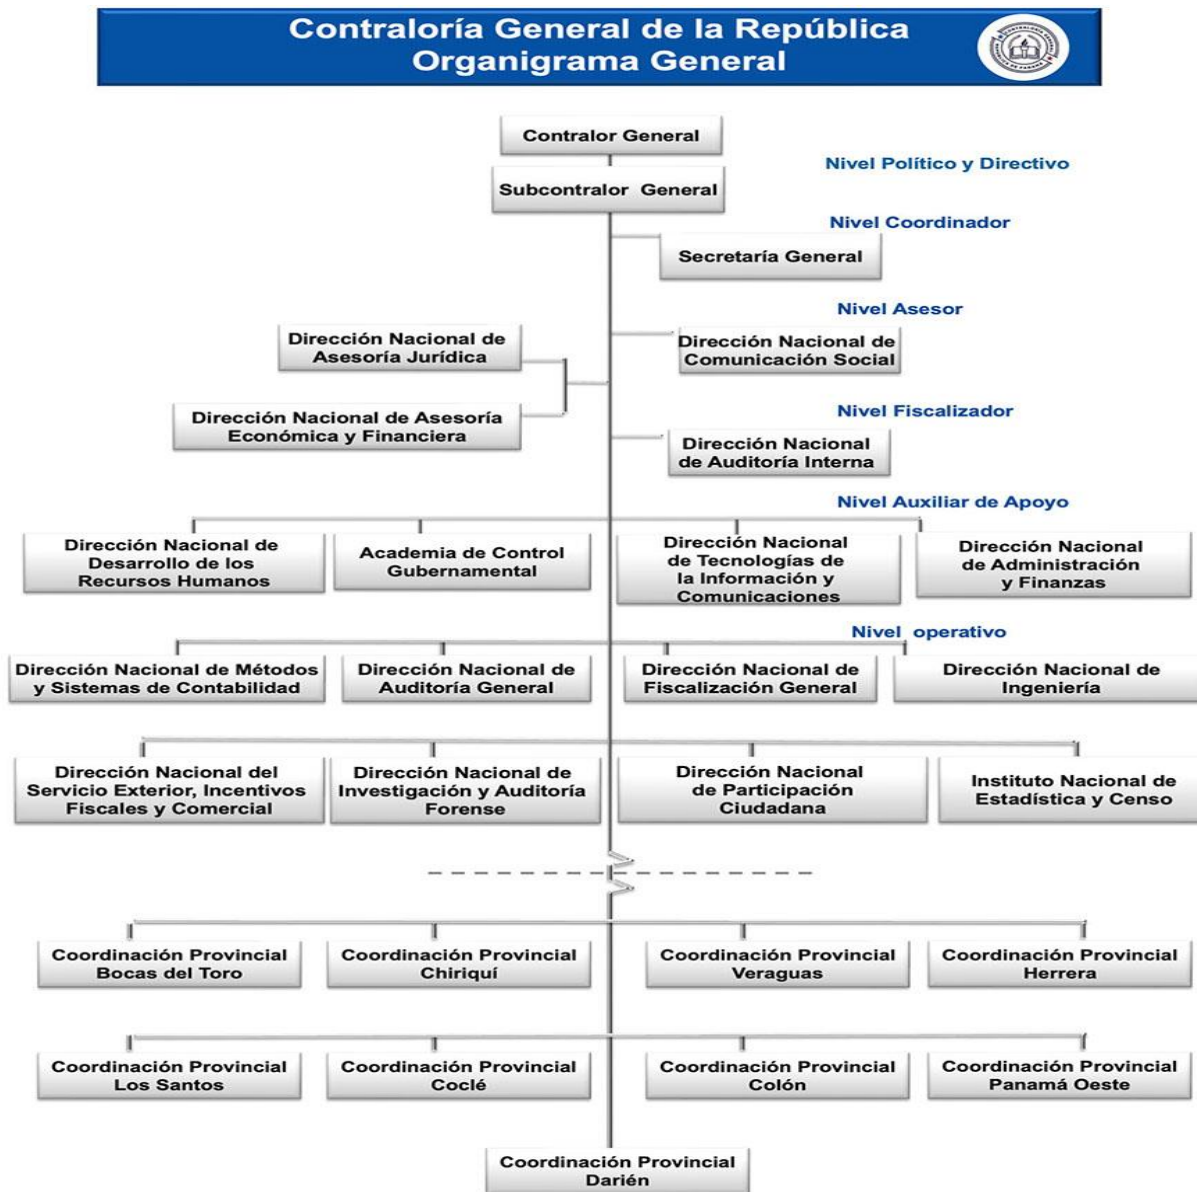 Contraloría General de la República
Organigrama General
Contralor General
Nivel Político y Directivo
Subcontralor General
Nivel Coordinador
Secretaría General
Nivel Asesor
Dirección Nacional de
Asesoría Jurídica
Dirección Nacional de
Comunicación Social
Dirección Nacional de Asesoría
Económica y Financiera
Nivel Fiscalizador
Dirección Nacional
de Auditoría Interna
Nivel Auxiliar de Apoyo
Dirección Nacional de
Desarrollo de los
Recursos Humanos
Academia de Control
Gubernamental
Dirección Nacional
de Tecnologías de
la Información y
Comunicaciones
Dirección Nacional
de Administración
y Finanzas
Nivel operativo
Dirección Nacional de Métodos
y Sistemas de Contabilidad
Dirección Nacional de
Auditoría General
Dirección Nacional de
Fiscalización General
Dirección Nacional de
Ingeniería
Dirección Nacional del
Servicio Exterior, Incentivos
Fiscales y Comercial
Dirección Nacional de
Investigación y Auditoría
Forense
Dirección Nacional
de Participación
Ciudadana
Instituto Nacional de
Estadística y Censo
Coordinación Provincial
Bocas del Toro
Coordinación Provincial
Chiriquí
Coordinación Provincial
Veraguas
Coordinación Provincial
Herrera
Coordinación Provincial
Los Santos
Coordinación Provincial
Coclé
Coordinación Provincial
Colón
Coordinación Provincial
Panamá Oeste
Coordinación Provincial
Darién